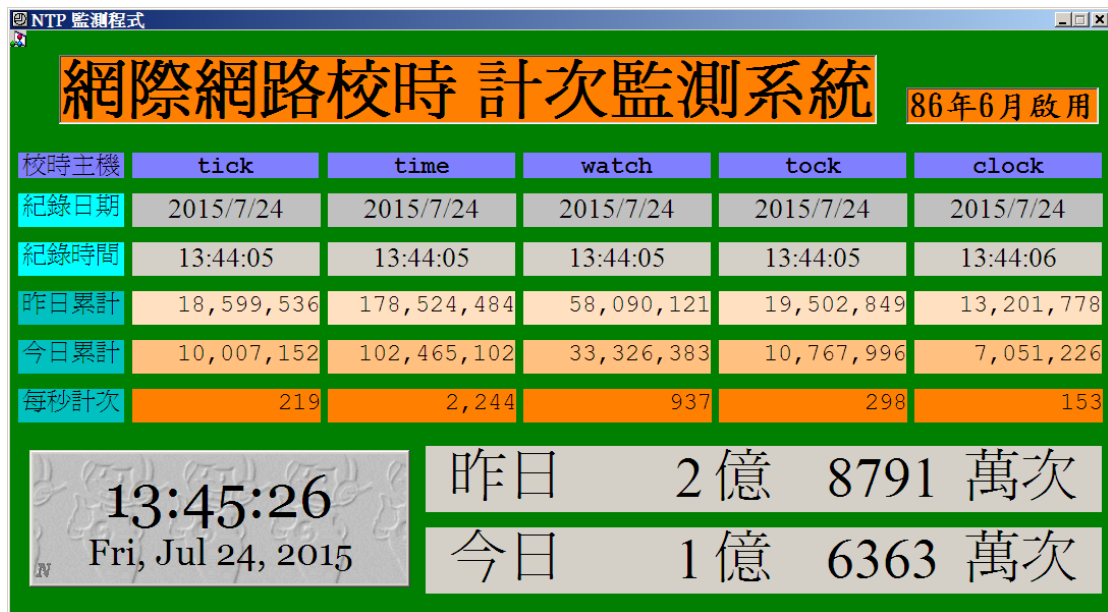 NTP 監測程式
網際網路校時 計次監測系統
86年6月啟用
校時主機 tick time watch tock clock
紀錄日期 2015/7/24 2015/7/24 2015/7/24 2015/7/24 2015/7/24
紀錄時間 13:44:05 13:44:05 13:44:05 13:44:05 13:44:06
昨日累計 18,599,536 178,524,484 58,090,121 19,502,849 13,201,778
今日累計 10,007,152 102,465,102 33,326,383 10,767,996 7,051,226
每秒計次 219 2,244 937 298 153
13:45:26
Fri, Jul 24, 2015
N
昨日 2 億 8791 萬次
今日 1 億 6363 萬次